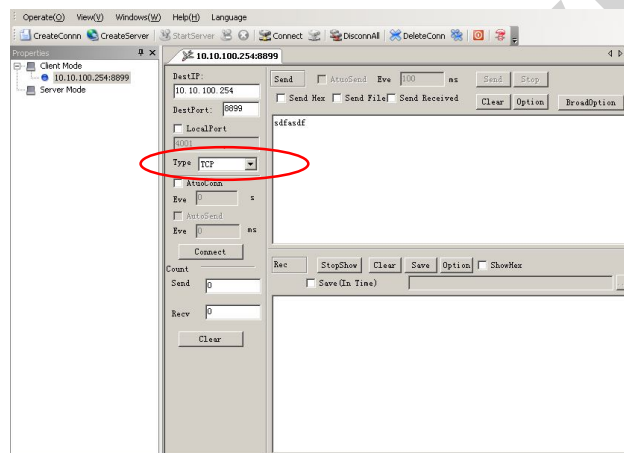 Operate(O) View(V) Windows(W) Help(H) Language
CreateConnn CreateServer StartServer Connect DisconnAll DeleteConn
Properties
Client Mode
10.10.100.254:8899
Server Mode
10.10.100.254:8899
DestIP:
10.10.100.254
DestPort: 8899
LocalPort
4001
Type TCP
AtuoConn
Eve 0 s
AutoSend
Eve 0 ms
Connect
Count
Send 0
Recv 0
Clear
Send AtuoSend Eve 100 ms Send Stop
Send Hex Send File Send Received Clear Option BroadOption
sdfasdf
Rec StopShow Clear Save Option ShowHex
Save(In Time)